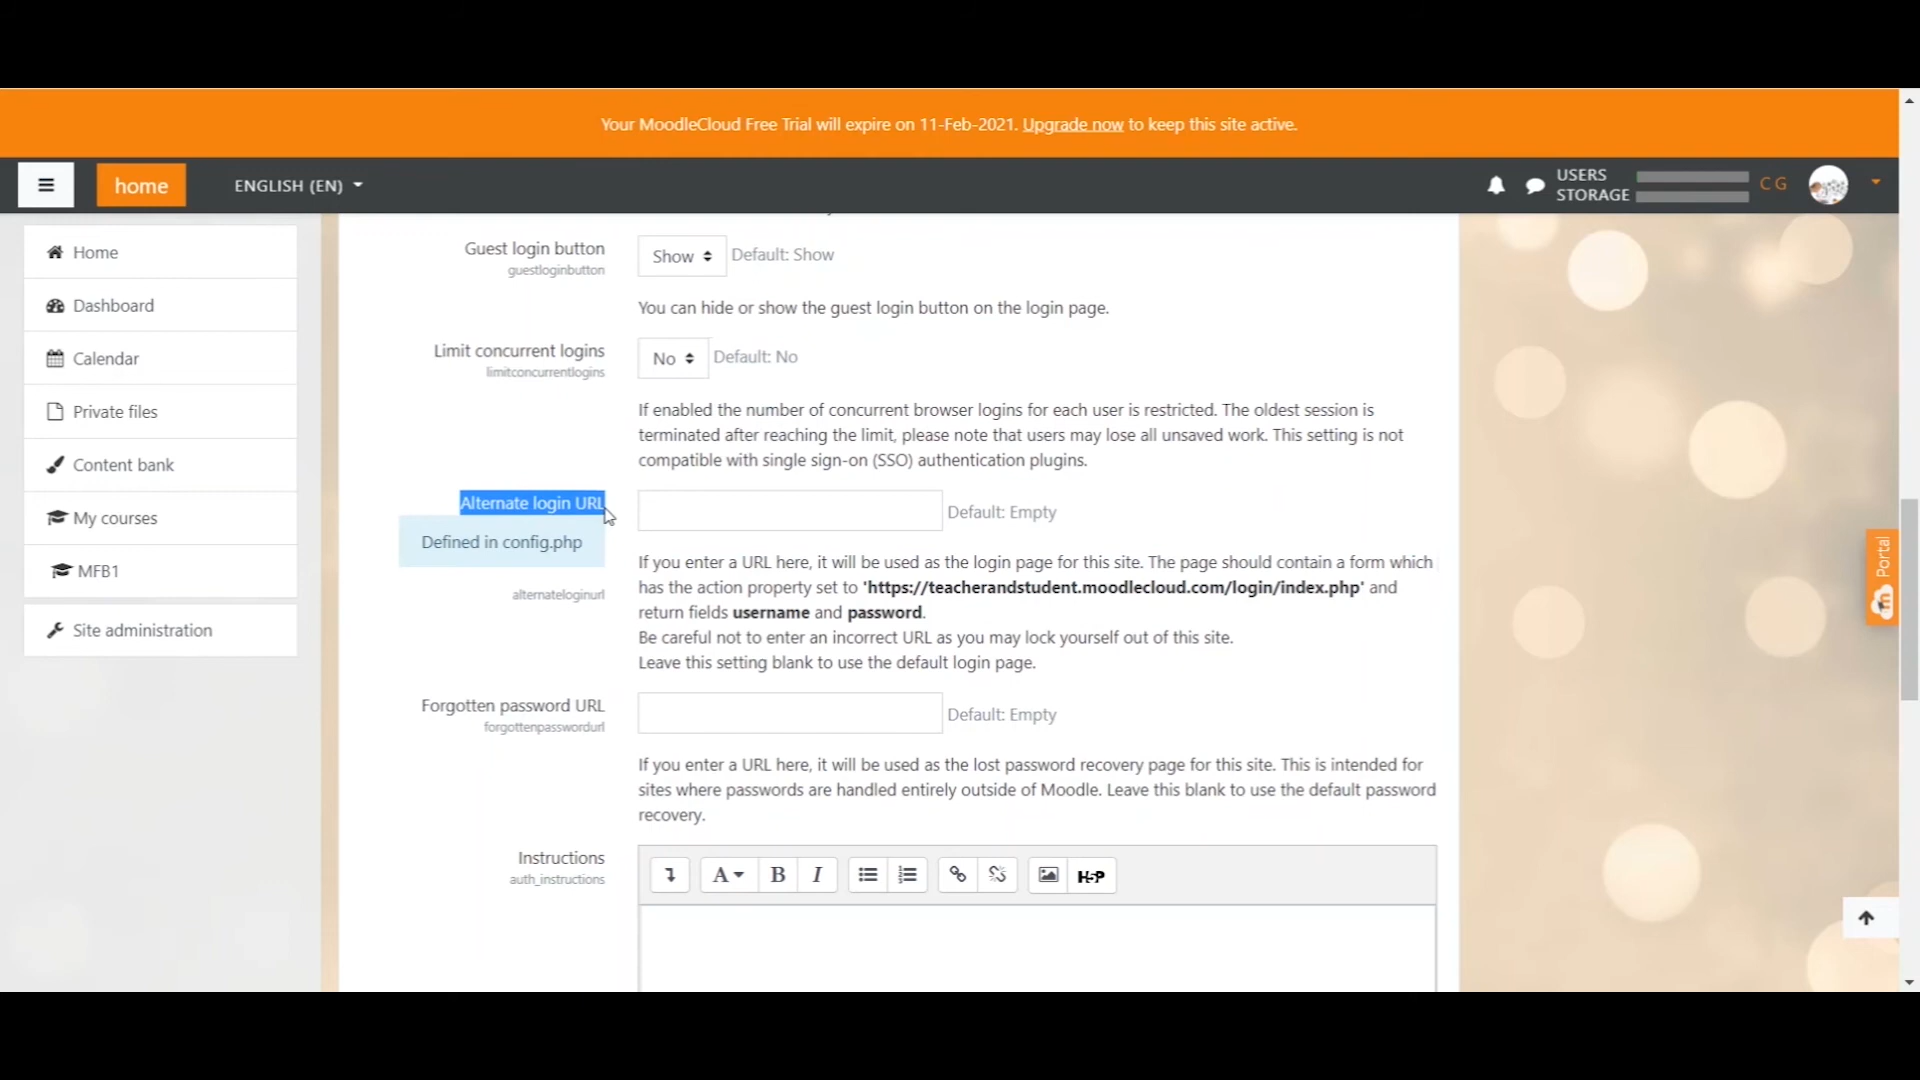 Your MoodleCloud Free Trial will expire on 11-Feb-2021. Upgrade now to keep this site active.
home
ENGLISH (EN)
USERS
STORAGE
C G
Home
Dashboard
Calendar
Private files
Content bank
My courses
MFB1
Site administration
Guest login button
guestloginbutton
Show
Default: Show
You can hide or show the guest login button on the login page.
Limit concurrent logins
limitconcurrentlogins
No
Default: No
If enabled the number of concurrent browser logins for each user is restricted. The oldest session is
terminated after reaching the limit, please note that users may lose all unsaved work. This setting is not
compatible with single sign-on (SSO) authentication plugins.
Alternate login URL
Defined in config.php
alternateloginurl
Default: Empty
If you enter a URL here, it will be used as the login page for this site. The page should contain a form which
has the action property set to 'https://teacherandstudent.moodlecloud.com/login/index.php' and
return fields username and password.
Be careful not to enter an incorrect URL as you may lock yourself out of this site.
Leave this setting blank to use the default login page.
Forgotten password URL
forgottenpasswordurl
Default: Empty
If you enter a URL here, it will be used as the lost password recovery page for this site. This is intended for
sites where passwords are handled entirely outside of Moodle. Leave this blank to use the default password
recovery.
Instructions
auth_instructions
A
B
I
H5P
Portal